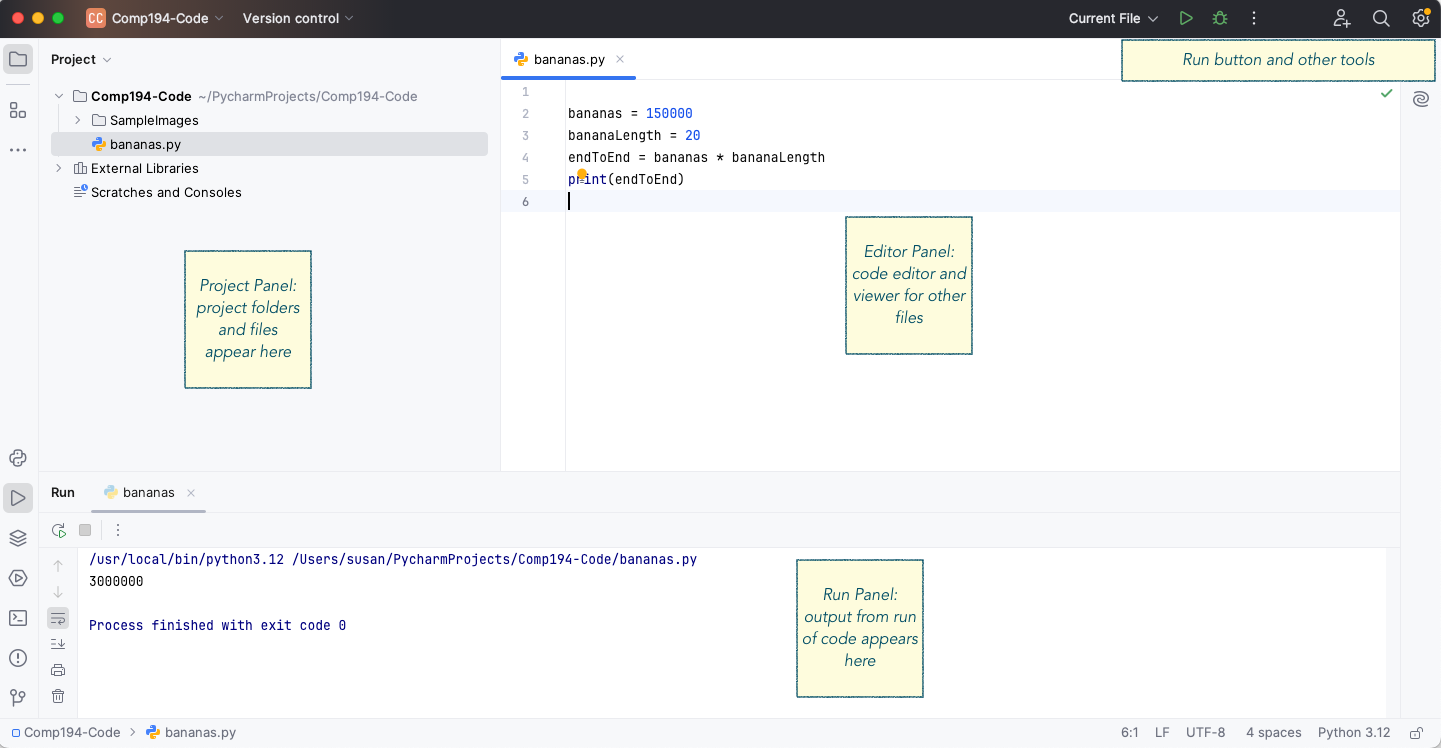 CC Comp194-Code Version control Current File
Project
bananas.py
Run button and other tools
Comp194-Code ~/PycharmProjects/Comp194-Code
SampleImages
bananas.py
External Libraries
Scratches and Consoles
1
2 bananas = 150000
3 bananaLength = 20
4 endToEnd = bananas * bananaLength
5 print(endToEnd)
6
Project Panel:
project folders
and files
appear here
Editor Panel:
code editor and
viewer for other
files
Run bananas
/usr/local/bin/python3.12 /Users/susan/PycharmProjects/Comp194-Code/bananas.py
3000000
Process finished with exit code 0
Run Panel:
output from run
of code appears
here
Comp194-Code bananas.py 6:1 LF UTF-8 4 spaces Python 3.12